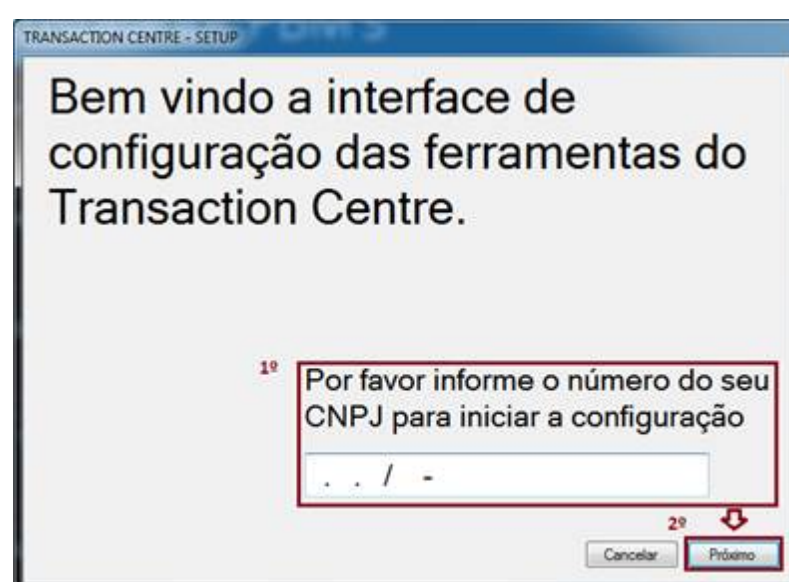 TRANSACTION CENTRE - SETUP
Bem vindo a interface de
configuração das ferramentas do
Transaction Centre.
1º
Por favor informe o número do seu
CNPJ para iniciar a configuração
. . / -
2º
Cancelar
Próximo